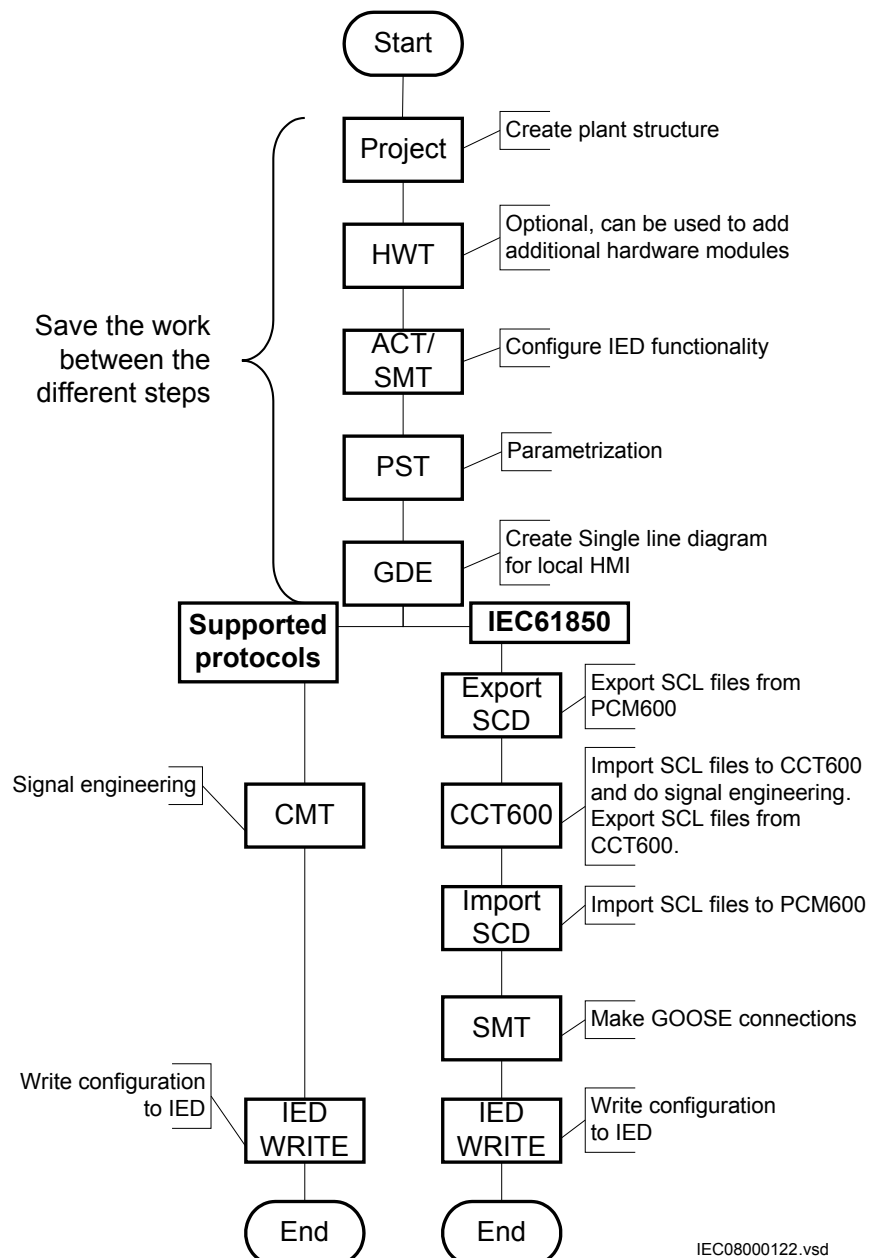 Start
Project
Create plant structure
HWT
Optional, can be used to add
additional hardware modules
Save the work
between the
different steps
ACT/
SMT
Configure IED functionality
PST
Parametrization
GDE
Create Single line diagram
for local HMI
Supported
protocols
IEC61850
Export
SCD
Export SCL files from
PCM600
Signal engineering
CMT
CCT600
Import SCL files to CCT600
and do signal engineering.
Export SCL files from
CCT600.
Import
SCD
Import SCL files to PCM600
SMT
Make GOOSE connections
Write configuration
to IED
IED
WRITE
IED
WRITE
Write configuration
to IED
End
End
IEC08000122.vsd